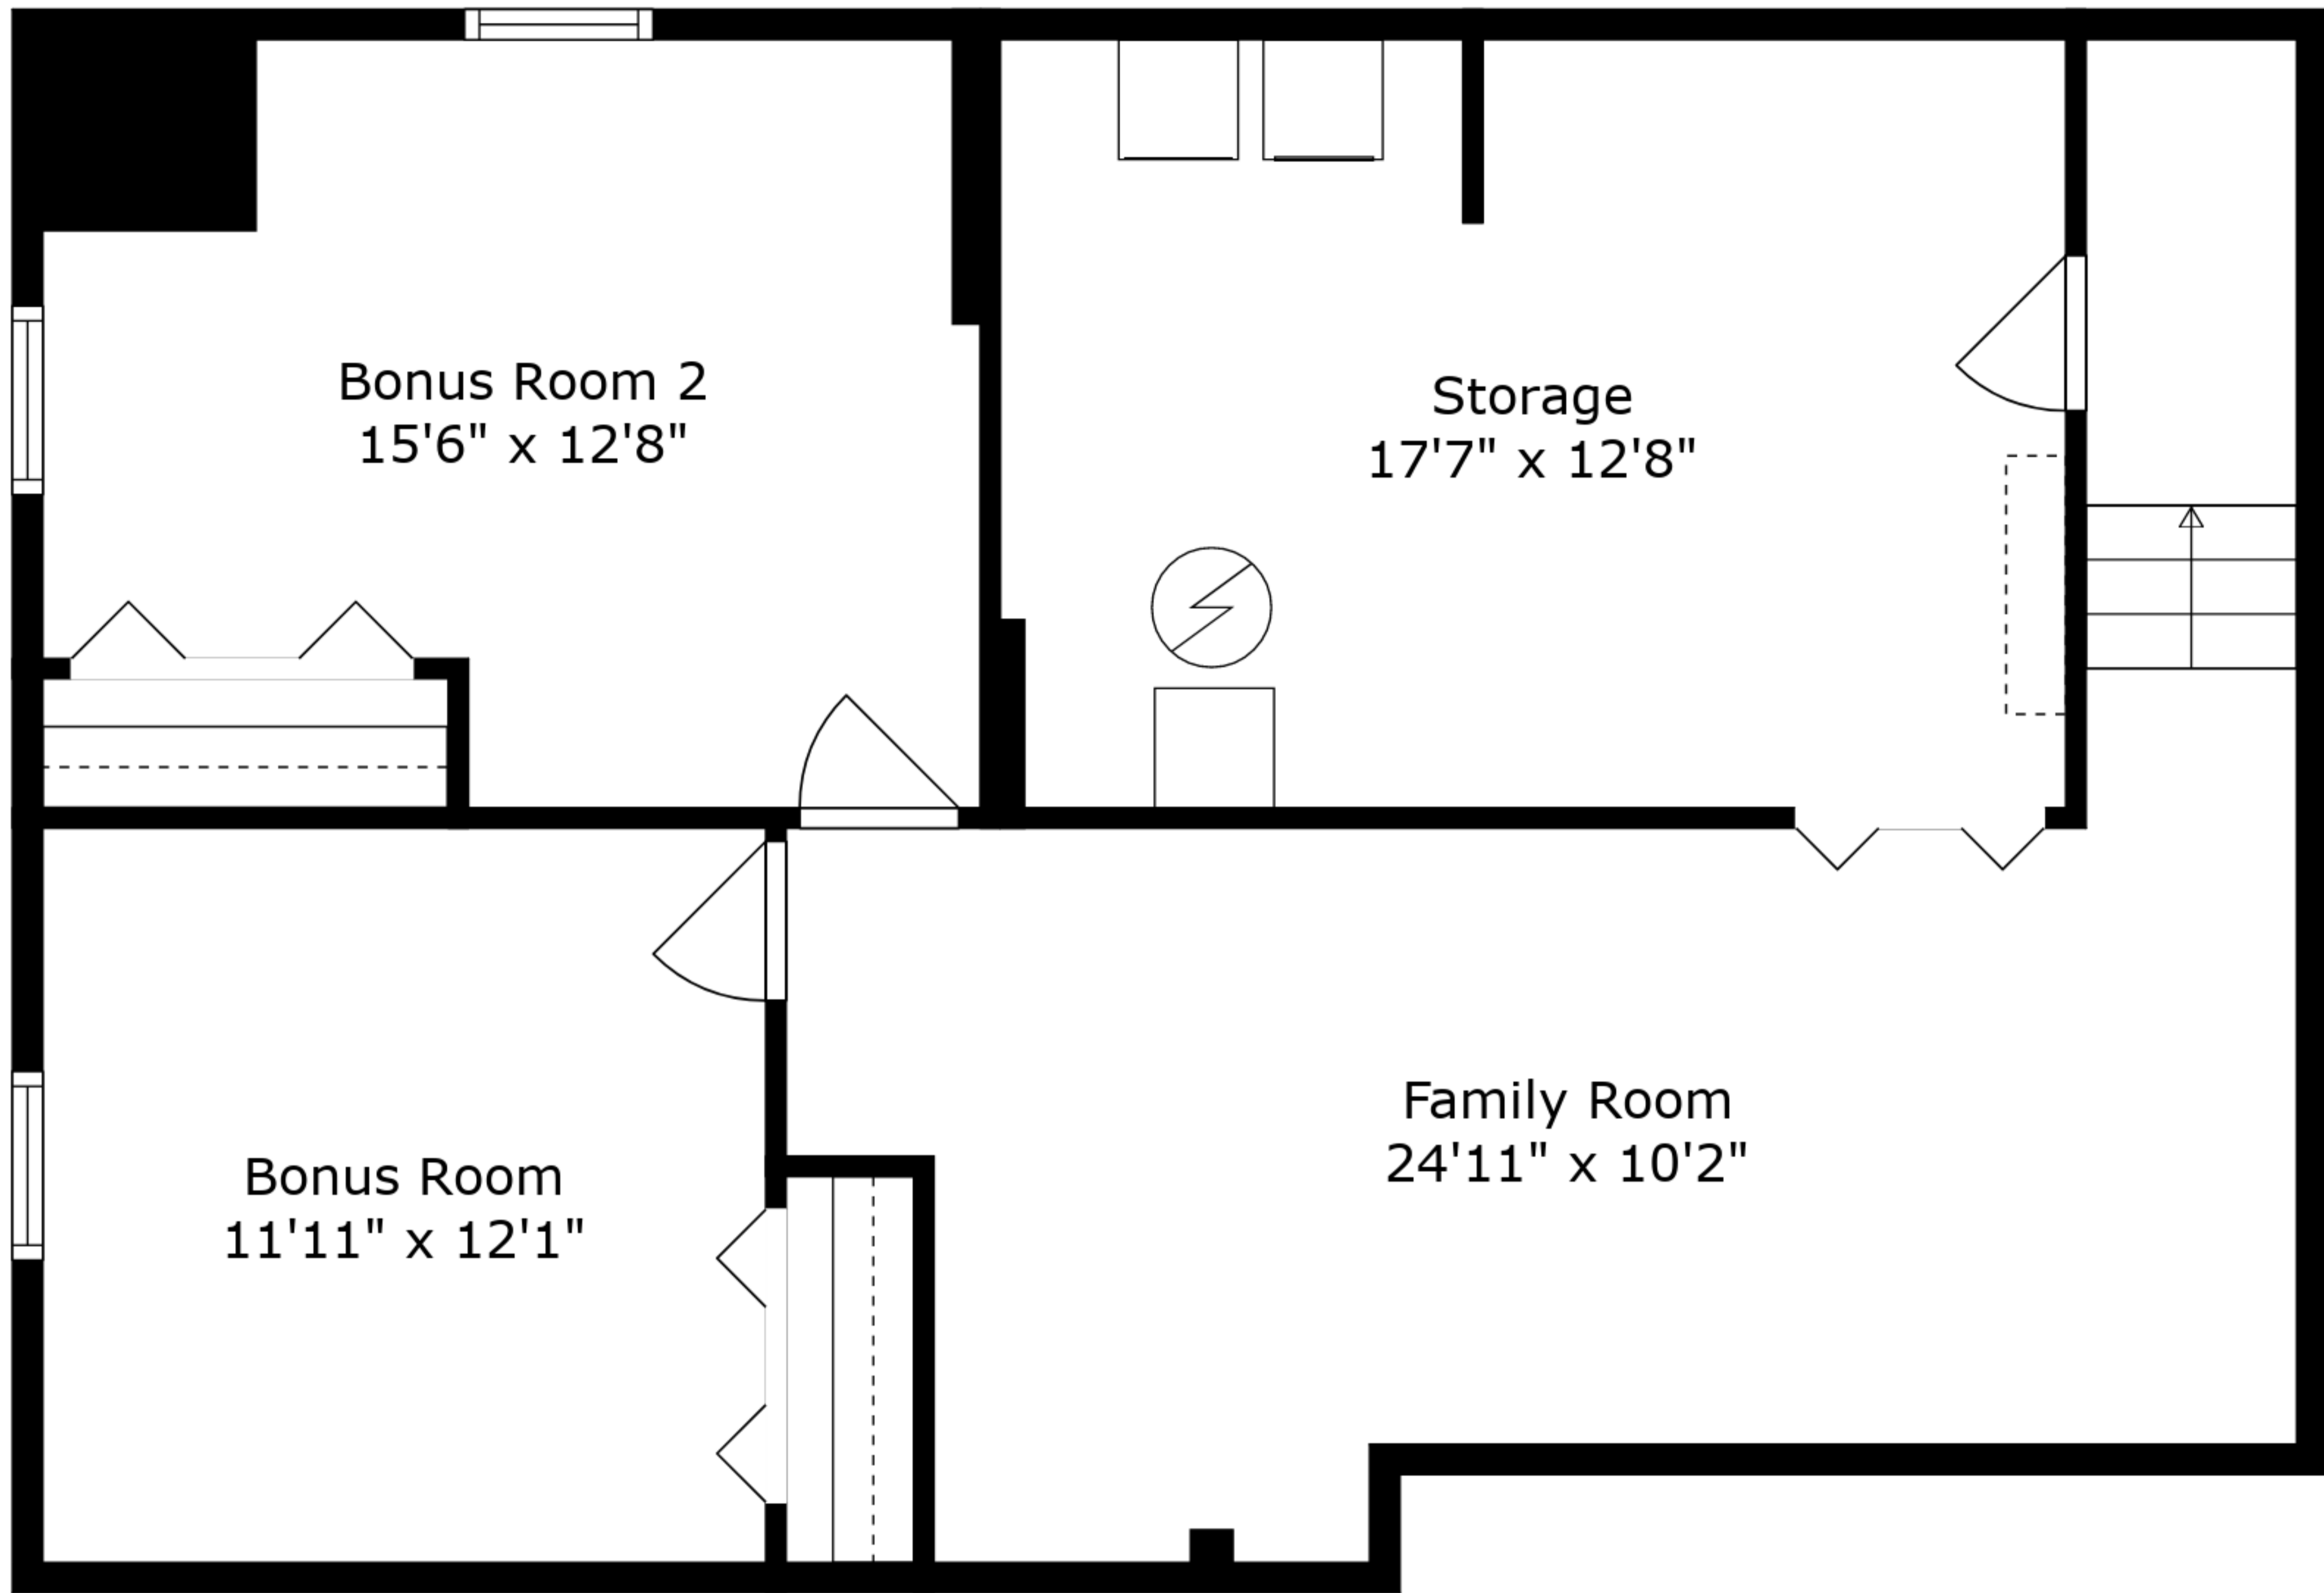 Bonus Room 2
15'6" x 12'8"
Storage
17'7" x 12'8"
Family Room
24'11" x 10'2"
Bonus Room
11'11" x 12'1"